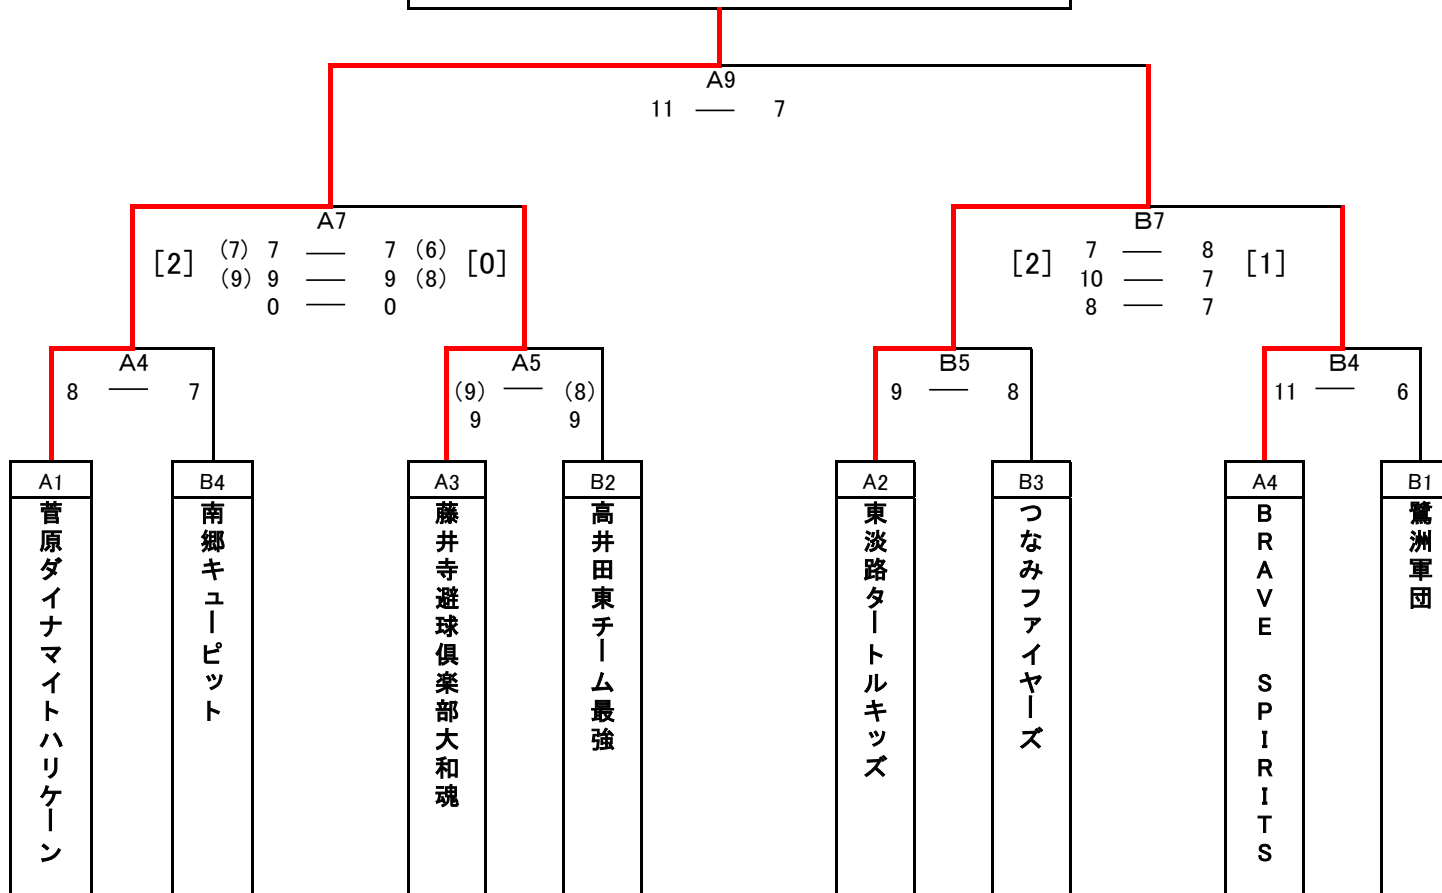 A9
11 — 7
A7
[2] (7) 7 — 7 (6) [0]
(9) 9 — 9 (8)
0 — 0
B7
[2] 7 — 8 [1]
10 — 7
8 — 7
A4
8 — 7
A5
(9) — (8)
9 9
B5
9 — 8
B4
11 — 6
A1
菅原ダイナマイトハリケーン
B4
南郷キューピット
A3
藤井寺避球倶楽部大和魂
B2
高井田東チーム最強
A2
東淡路タートルキッズ
B3
つなみファイヤーズ
A4
BRAVE SPIRITS
B1
鷺洲軍団